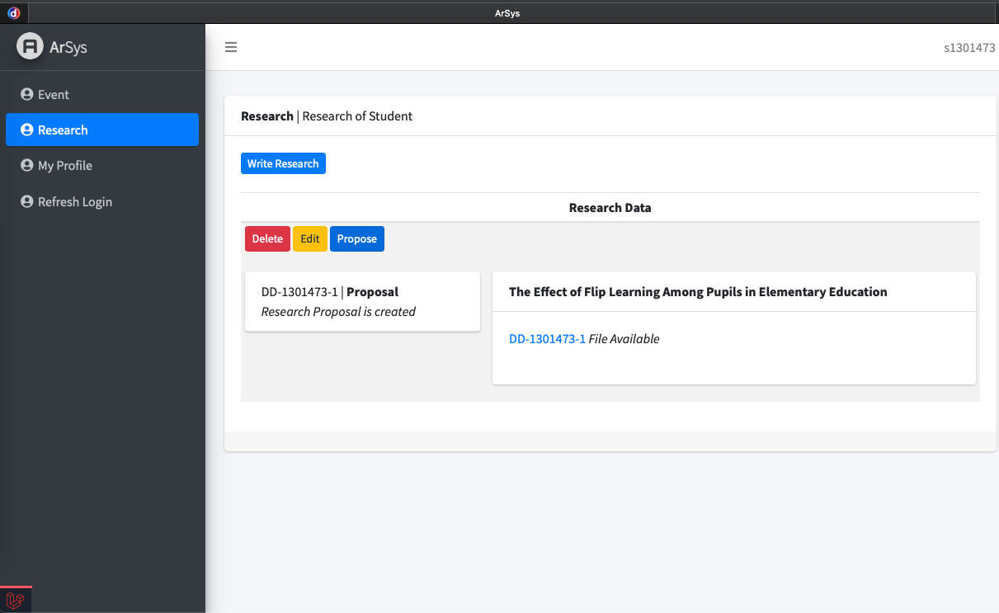 ArSys
ArSys
s1301473
Event
Research
My Profile
Refresh Login
Research | Research of Student
Write Research
Research Data
Delete Edit Propose
DD-1301473-1 | Proposal
Research Proposal is created
The Effect of Flip Learning Among Pupils in Elementary Education
DD-1301473-1 File Available